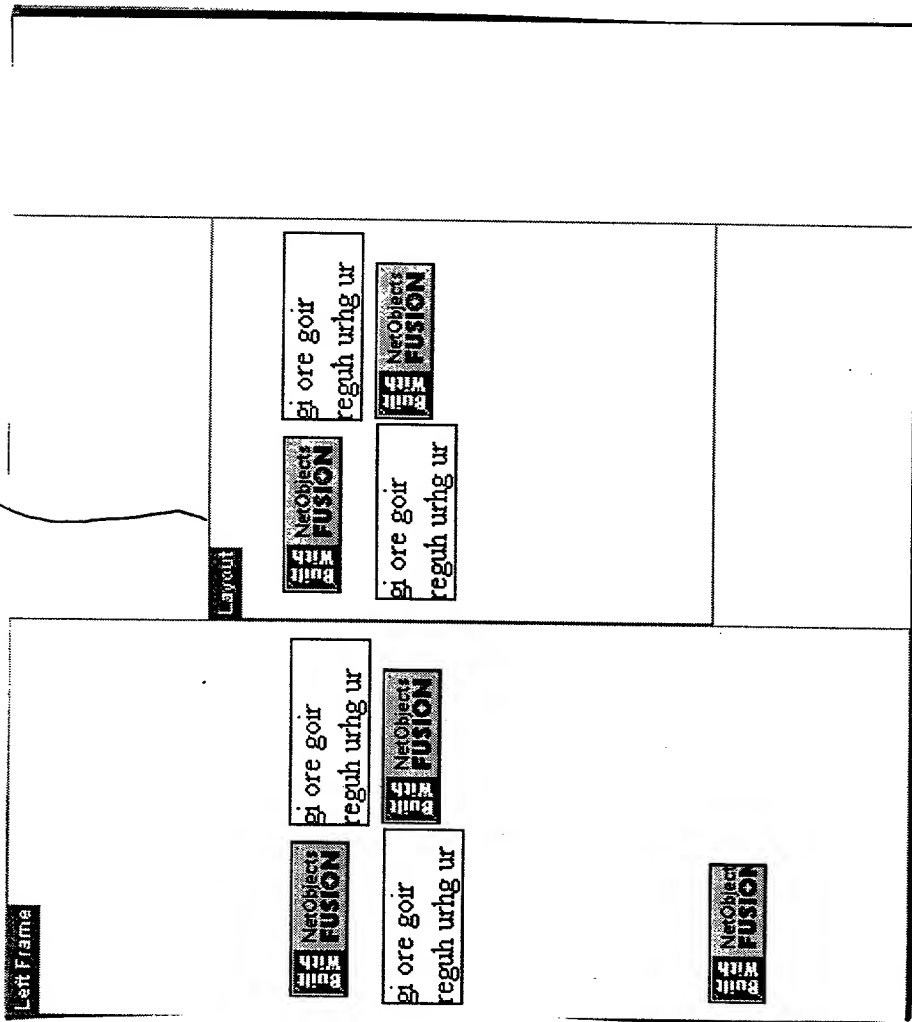 Left Frame
Built With
NetObjects
FUSION
gi ore goir
reguh urhg ur
gi ore goir
reguh urhg ur
Built With
NetObjects
FUSION
Built With
NetObject
FUSION
Layout
Built With
NetObjects
FUSION
gi ore goir
reguh urhg ur
gi ore goir
reguh urhg ur
Built With
NetObjects
FUSION